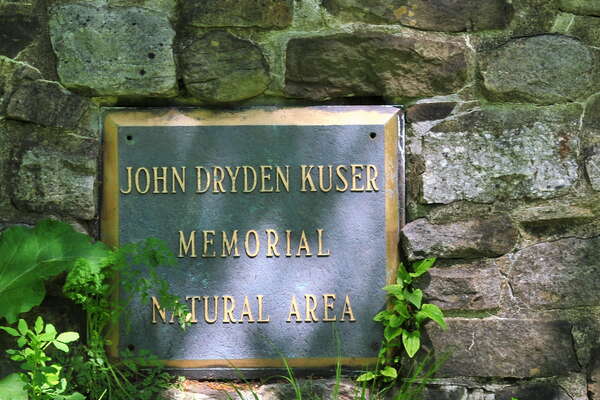 JOHN DRYDEN KUSER
MEMORIAL
NATURAL AREA